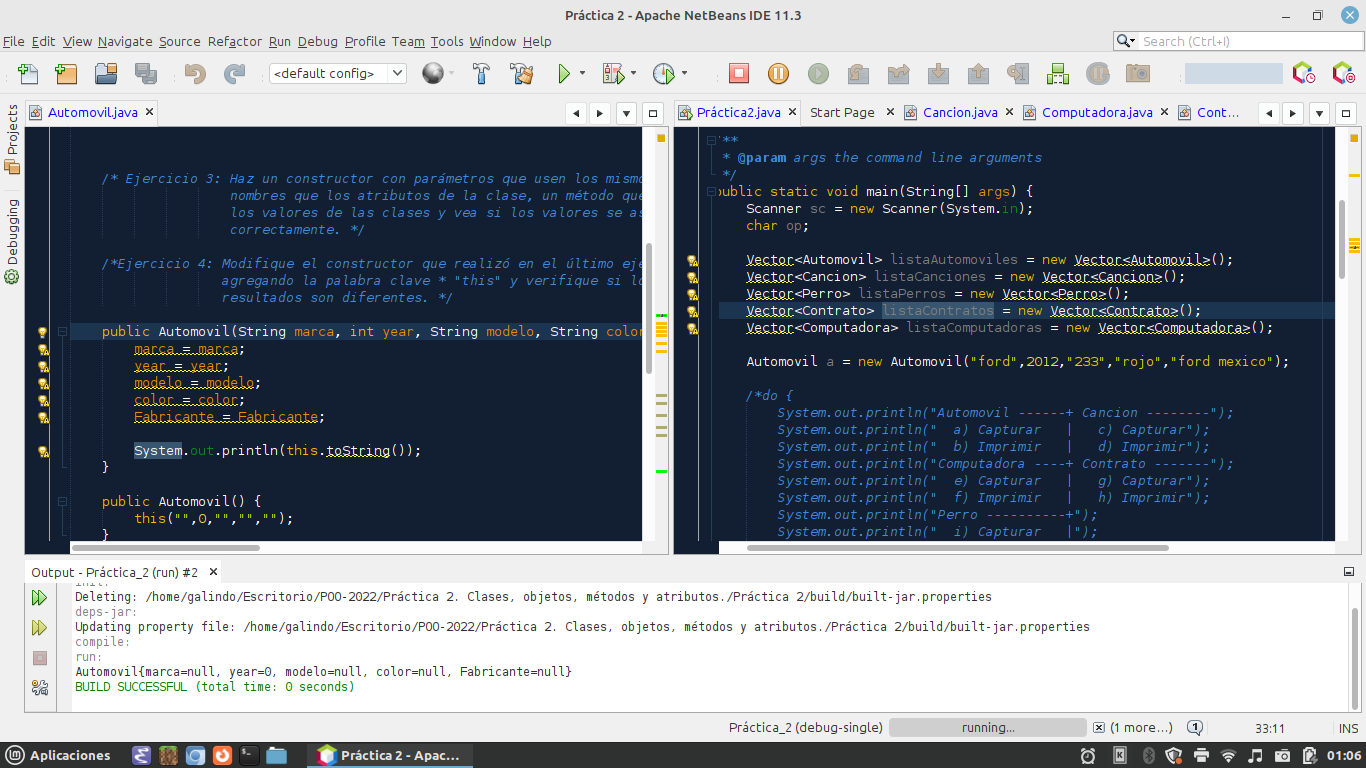 Práctica 2 - Apache NetBeans IDE 11.3
File Edit View Navigate Source Refactor Run Debug Profile Team Tools Window Help
Search (Ctrl+I)
<default config>
Projects
Debugging
Automovil.java
/* Ejercicio 3: Haz un constructor con parámetros que usen los mismo
nombres que los atributos de la clase, un método que
los valores de las clases y vea si los valores se as
correctamente. */
/*Ejercicio 4: Modifique el constructor que realizó en el último eje
agregando la palabra clave * "this" y verifique si lo
resultados son diferentes. */
public Automovil(String marca, int year, String modelo, String color
marca = marca;
year = year;
modelo = modelo;
color = color;
Fabricante = Fabricante;
System.out.println(this.toString());
}
public Automovil() {
this("",0,"","","");
}
Práctica2.java Start Page Cancion.java Computadora.java Cont...
/**
* @param args the command line arguments
*/
public static void main(String[] args) {
Scanner sc = new Scanner(System.in);
char op;
Vector<Automovil> listaAutomoviles = new Vector<Automovil>();
Vector<Cancion> listaCanciones = new Vector<Cancion>();
Vector<Perro> listaPerros = new Vector<Perro>();
Vector<Contrato> listaContratos = new Vector<Contrato>();
Vector<Computadora> listaComputadoras = new Vector<Computadora>();
Automovil a = new Automovil("ford",2012,"233","rojo","ford mexico");
/*do {
System.out.println("Automovil ------+ Cancion --------");
System.out.println("  a) Capturar   |   c) Capturar");
System.out.println("  b) Imprimir   |   d) Imprimir");
System.out.println("Computadora ----+ Contrato -------");
System.out.println("  e) Capturar   |   g) Capturar");
System.out.println("  f) Imprimir   |   h) Imprimir");
System.out.println("Perro ----------+");
System.out.println("  i) Capturar   |");
Output - Práctica_2 (run) #2
init:
Deleting: /home/galindo/Escritorio/POO-2022/Práctica 2. Clases, objetos, métodos y atributos./Práctica 2/build/built-jar.properties
deps-jar:
Updating property file: /home/galindo/Escritorio/POO-2022/Práctica 2. Clases, objetos, métodos y atributos./Práctica 2/build/built-jar.properties
compile:
run:
Automovil{marca=null, year=0, modelo=null, color=null, Fabricante=null}
BUILD SUCCESSFUL (total time: 0 seconds)
Práctica_2 (debug-single) running... (1 more...) 1 33:11 INS
Aplicaciones Práctica 2 - Apac... 01:06